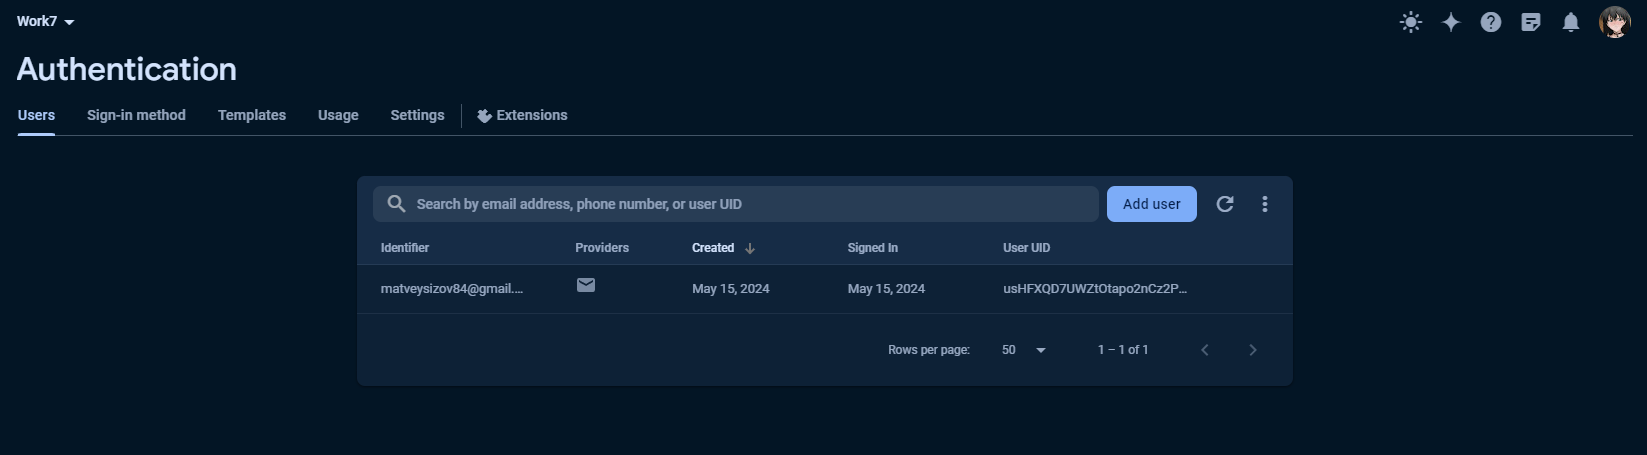 Work7
Authentication
Users Sign-in method Templates Usage Settings Extensions
Search by email address, phone number, or user UID Add user
Identifier Providers Created Signed In User UID
matveysizov84@gmail.... May 15, 2024 May 15, 2024 usHFXQD7UWZtOtapo2nCz2P...
Rows per page: 50 1 – 1 of 1